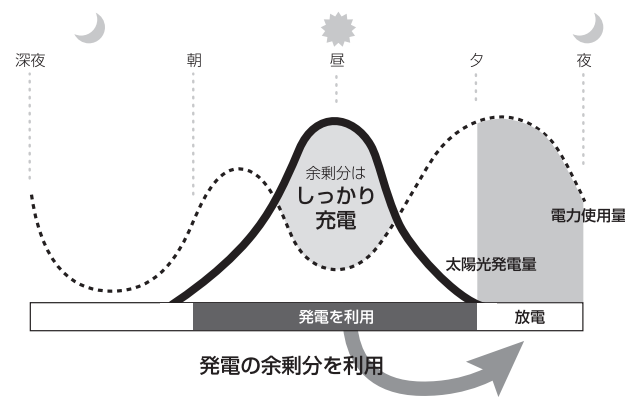 深夜
朝
昼
夕
夜
余剰分は
しっかり
充電
電力使用量
太陽光発電量
発電を利用
放電
発電の余剰分を利用